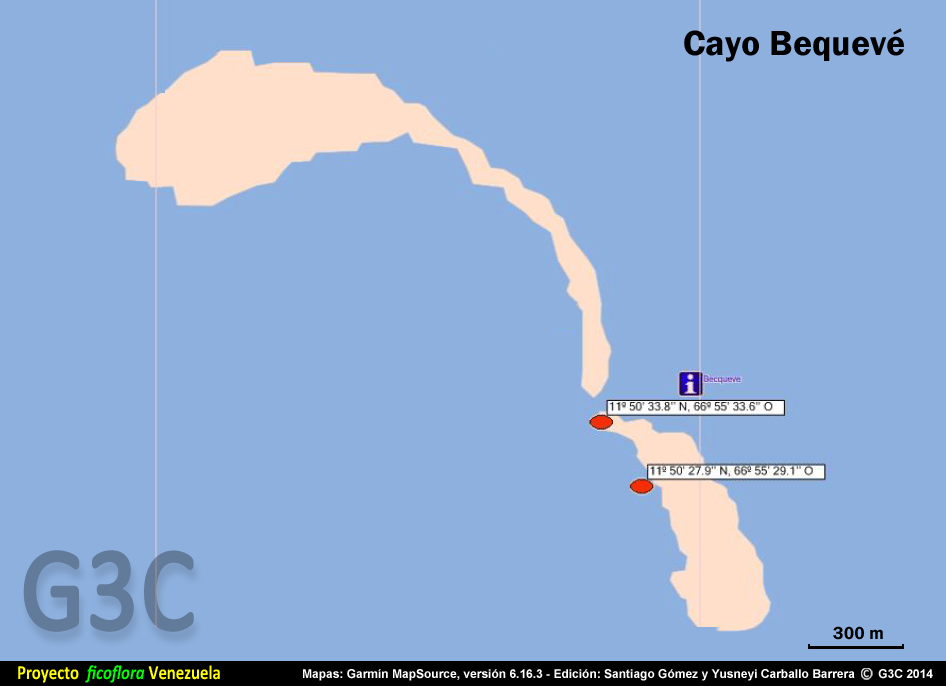 Cayo Bequevé
i Becqueve
11º 50' 33.8" N, 66º 55' 33.6" O
11º 50' 27.9" N, 66º 55' 29.1" O
G3C
300 m
Proyecto ficoflora Venezuela
Mapas: Garmin MapSource, versión 6.16.3 - Edición: Santiago Gómez y Yusneyi Carballo Barrera © G3C 2014